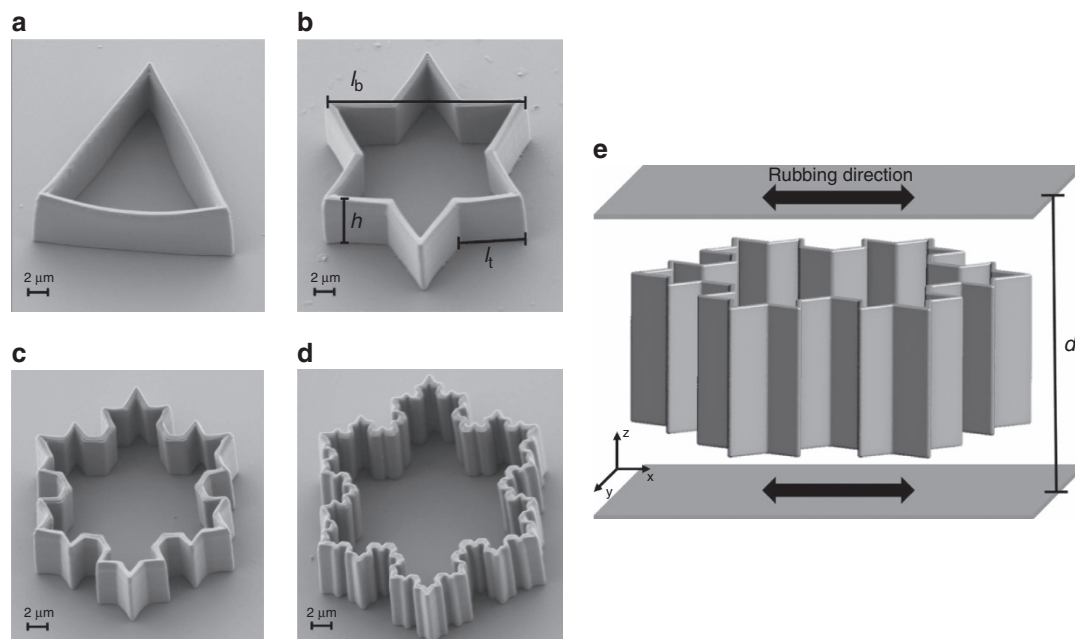 a
b
l_b
h
l_t
2 μm
2 μm
c
d
2 μm
2 μm
e
Rubbing direction
d
z
x
y